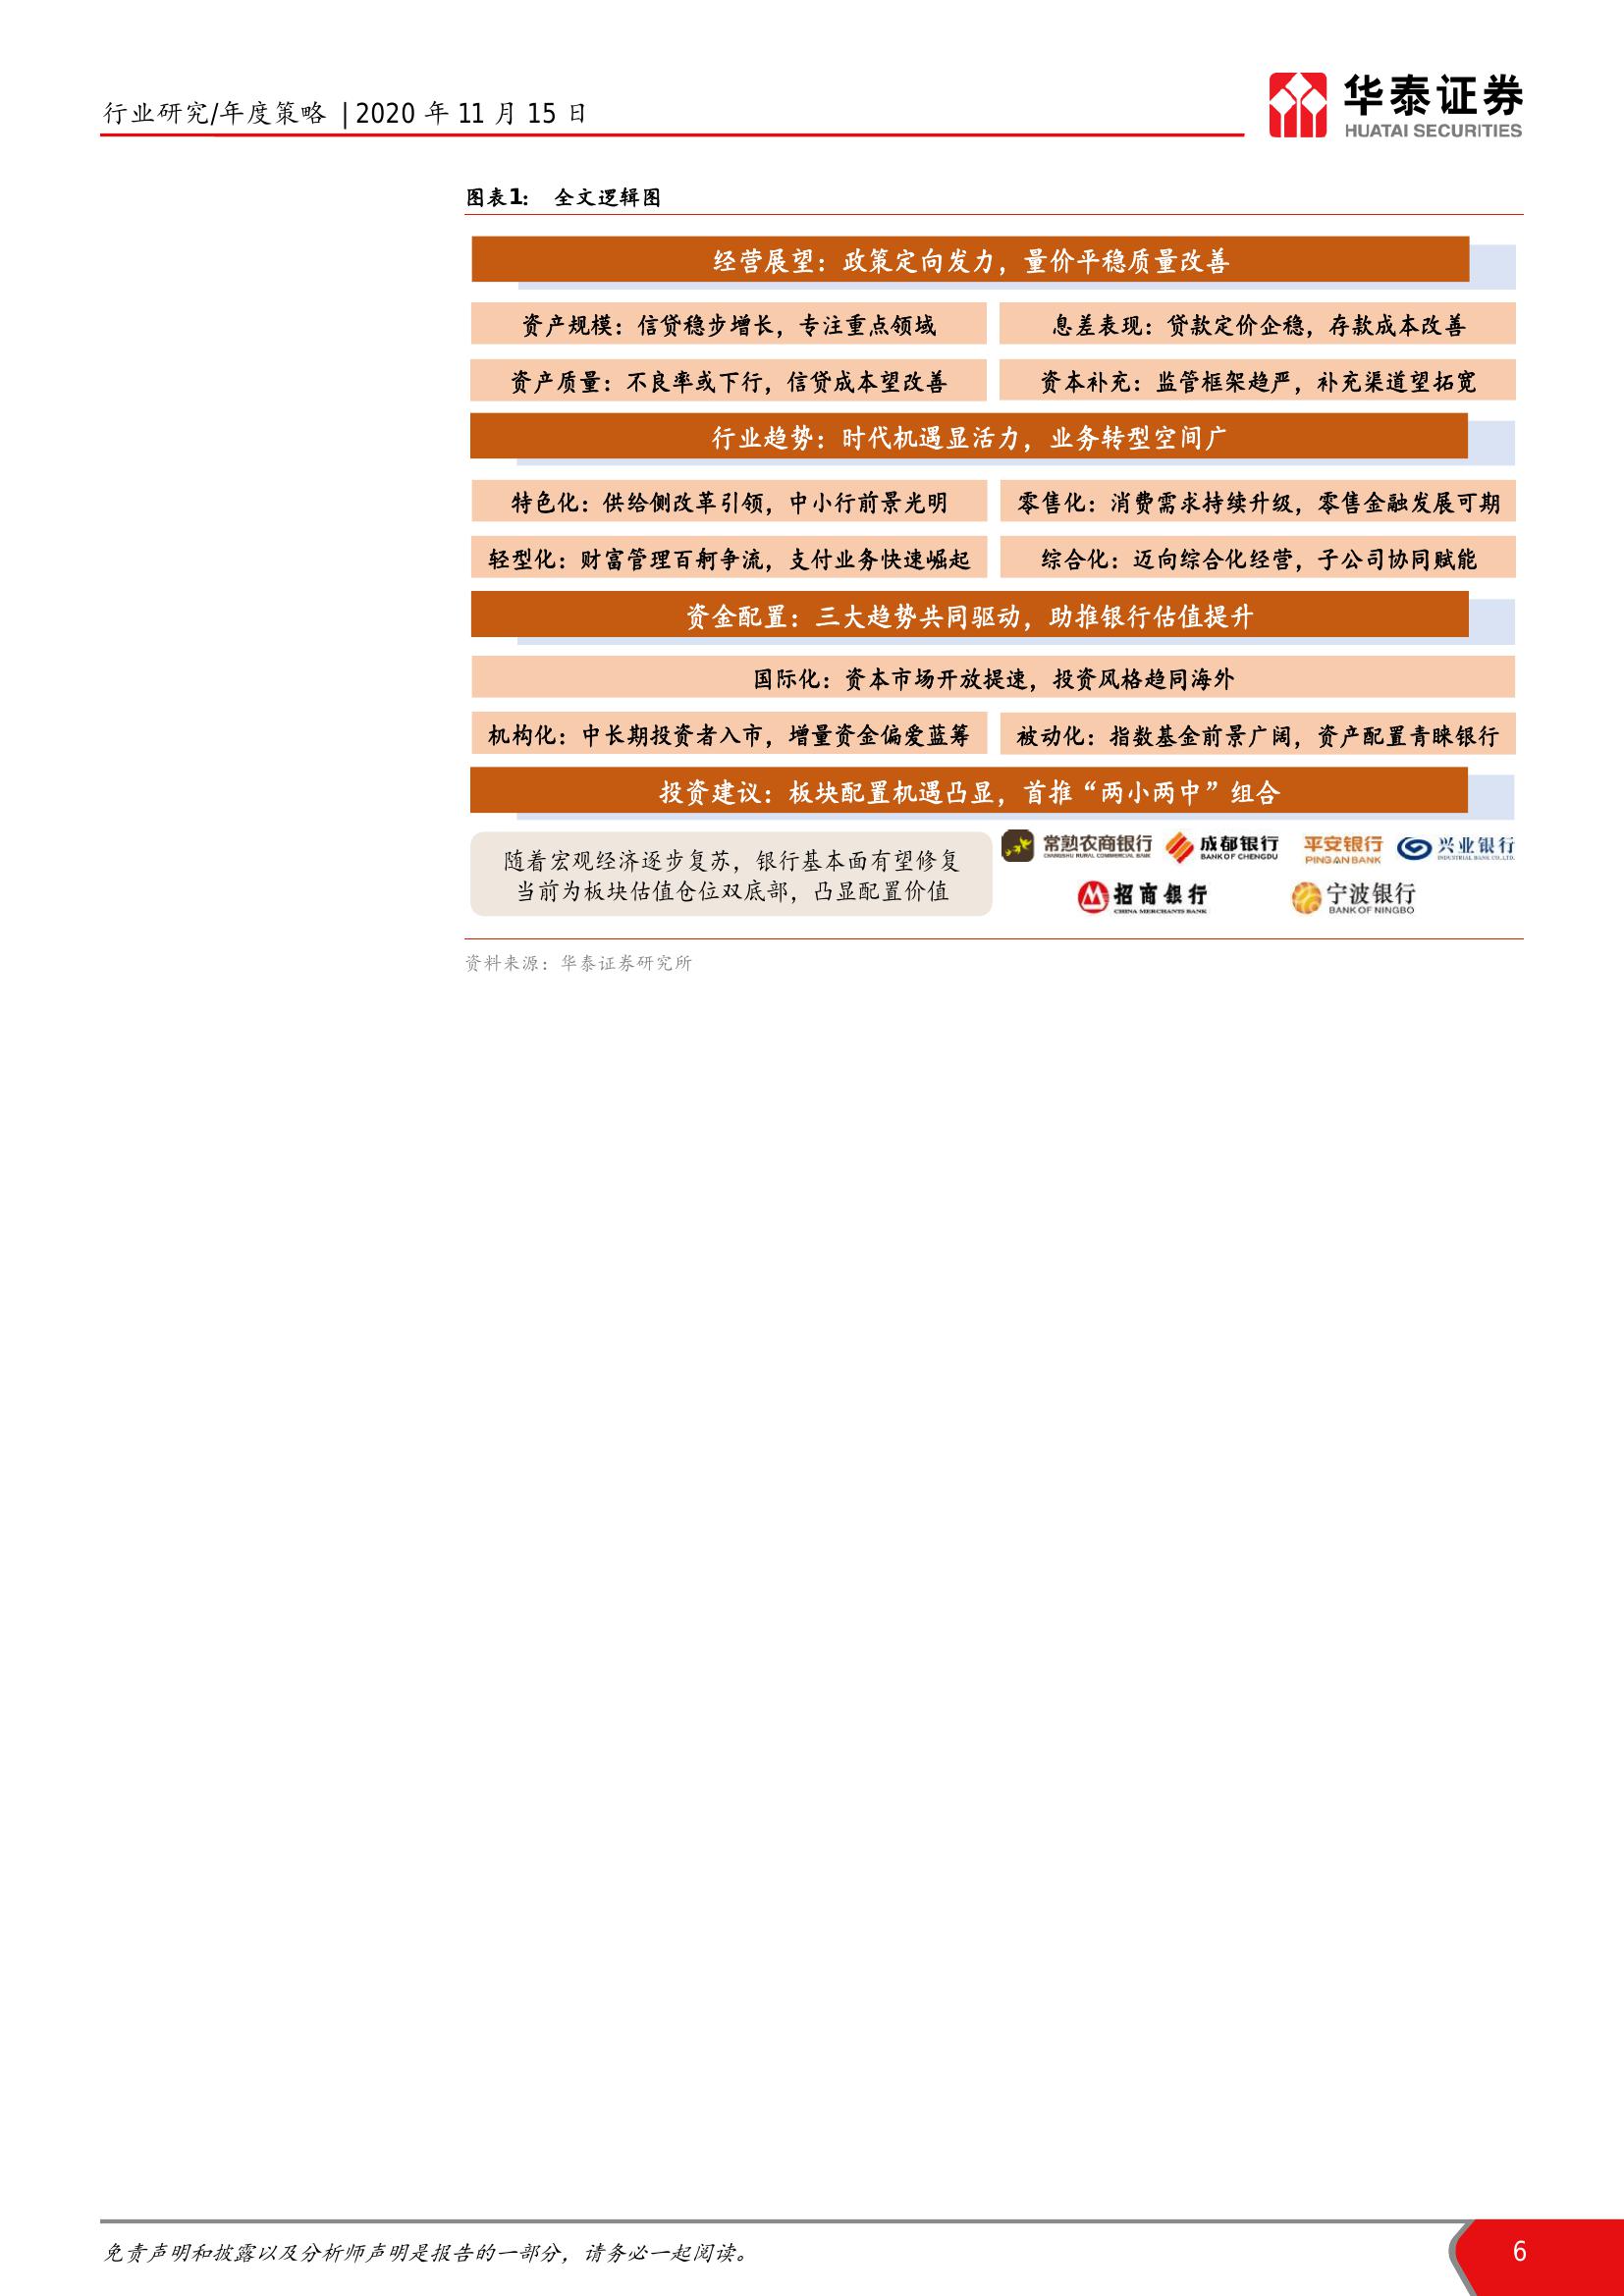 行业研究/年度策略 | 2020 年 11 月 15 日
华泰证券
HUATAI SECURITIES
图表1： 全文逻辑图
经营展望：政策定向发力，量价平稳质量改善
资产规模：信贷稳步增长，专注重点领域
息差表现：贷款定价企稳，存款成本改善
资产质量：不良率或下行，信贷成本望改善
资本补充：监管框架趋严，补充渠道望拓宽
行业趋势：时代机遇显活力，业务转型空间广
特色化：供给侧改革引领，中小行前景光明
零售化：消费需求持续升级，零售金融发展可期
轻型化：财富管理百舸争流，支付业务快速崛起
综合化：迈向综合化经营，子公司协同赋能
资金配置：三大趋势共同驱动，助推银行估值提升
国际化：资本市场开放提速，投资风格趋同海外
机构化：中长期投资者入市，增量资金偏爱蓝筹
被动化：指数基金前景广阔，资产配置青睐银行
投资建议：板块配置机遇凸显，首推“两小两中”组合
随着宏观经济逐步复苏，银行基本面有望修复
当前为板块估值仓位双底部，凸显配置价值
常熟农商银行
CHANGSHU RURAL COMMERCIAL BANK
成都银行
BANK OF CHENGDU
平安银行
PING AN BANK
兴业银行
INDUSTRIAL BANK CO.,LTD.
招商银行
CHINA MERCHANTS BANK
宁波银行
BANK OF NINGBO
资料来源：华泰证券研究所
免责声明和披露以及分析师声明是报告的一部分，请务必一起阅读。
6